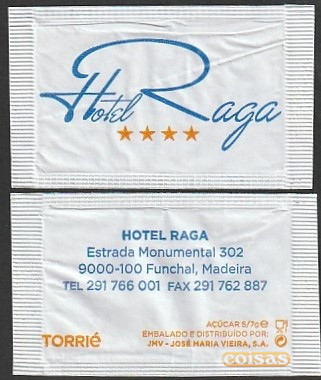 Hotel Raga
★★★★
HOTEL RAGA
Estrada Monumental 302
9000-100 Funchal, Madeira
TEL 291 766 001 FAX 291 762 887
TORRIÉ
AÇÚCAR 5/7g ℮
EMBALADO E DISTRIBUÍDO POR:
JMV - JOSÉ MARIA VIEIRA, S.A.
coisas